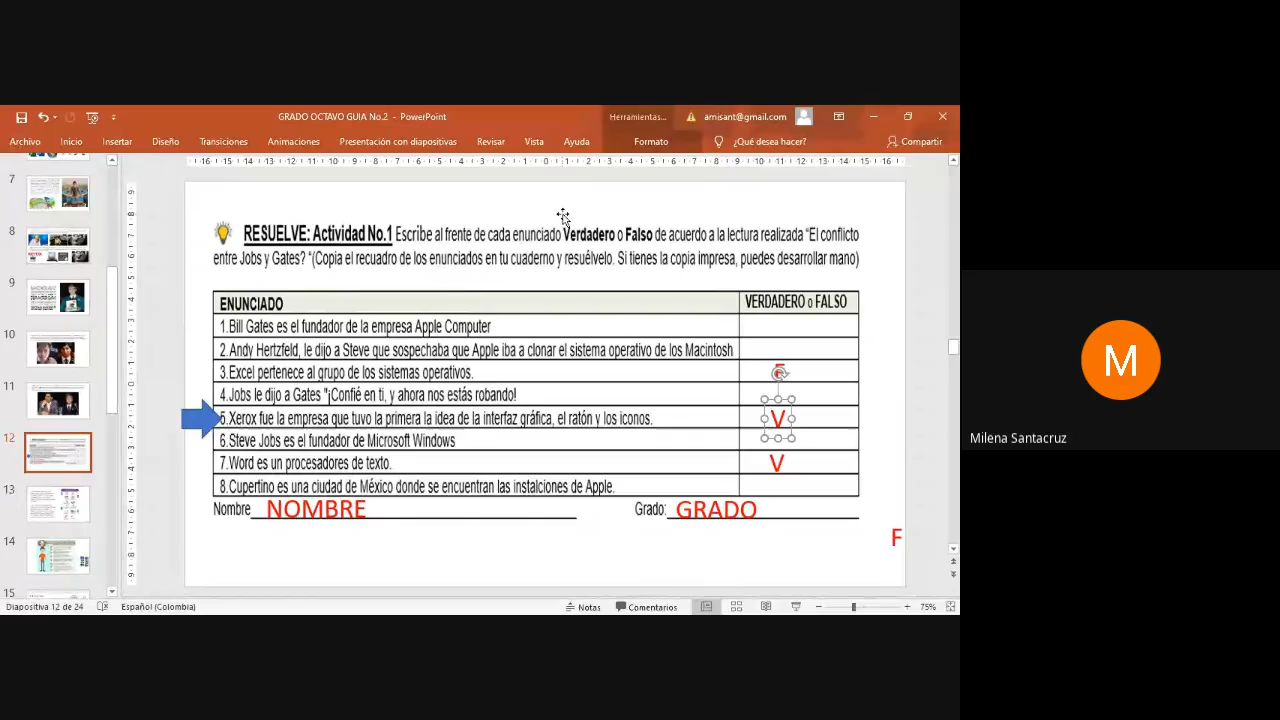 GRADO OCTAVO GUIA No.2 - PowerPoint
Herramientas...
amisant@gmail.com
Archivo Inicio Insertar Diseño Transiciones Animaciones Presentación con diapositivas Revisar Vista Ayuda Formato ¿Qué desea hacer? Compartir
RESUELVE: Actividad No.1 Escribe al frente de cada enunciado Verdadero o Falso de acuerdo a la lectura realizada "El conflicto
entre Jobs y Gates? "(Copia el recuadro de los enunciados en tu cuaderno y resuélvelo. Si tienes la copia impresa, puedes desarrollar mano)
ENUNCIADO VERDADERO o FALSO
1.Bill Gates es el fundador de la empresa Apple Computer
2.Andy Hertzfeld, le dijo a Steve que sospechaba que Apple iba a clonar el sistema operativo de los Macintosh
3.Excel pertenece al grupo de los sistemas operativos.
4.Jobs le dijo a Gates "¡Confié en ti, y ahora nos estás robando!
5.Xerox fue la empresa que tuvo la primera la idea de la interfaz gráfica, el ratón y los iconos. V
6.Steve Jobs es el fundador de Microsoft Windows
7.Word es un procesadores de texto. V
8.Cupertino es una ciudad de México donde se encuentran las instalciones de Apple.
Nombre NOMBRE Grado: GRADO
F
7
8
9
10
11
12
13
14
15
Diapositiva 12 de 24 Español (Colombia) Notas Comentarios 75%
M
Milena Santacruz